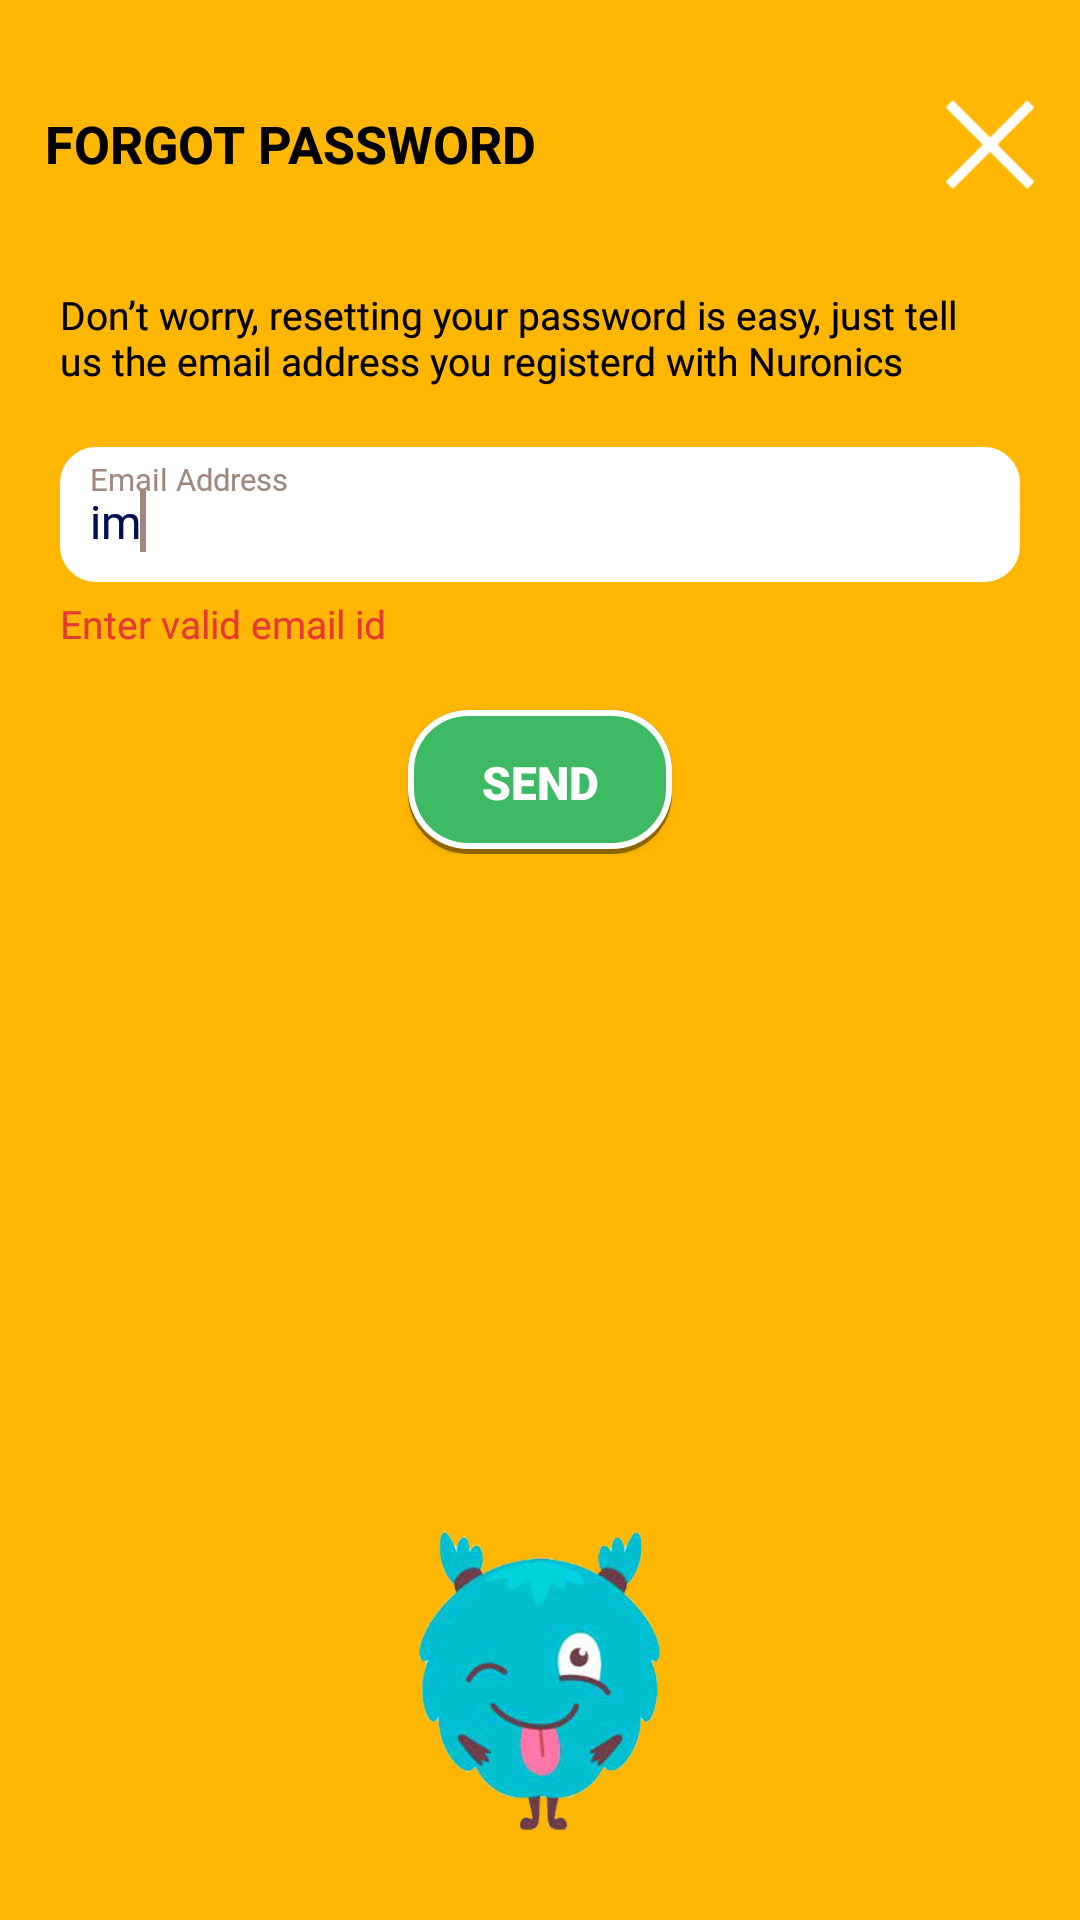 FORGOT PASSWORD
Don’t worry, resetting your password is easy, just tell
us the email address you registerd with Nuronics
Email Address
im
Enter valid email id
SEND